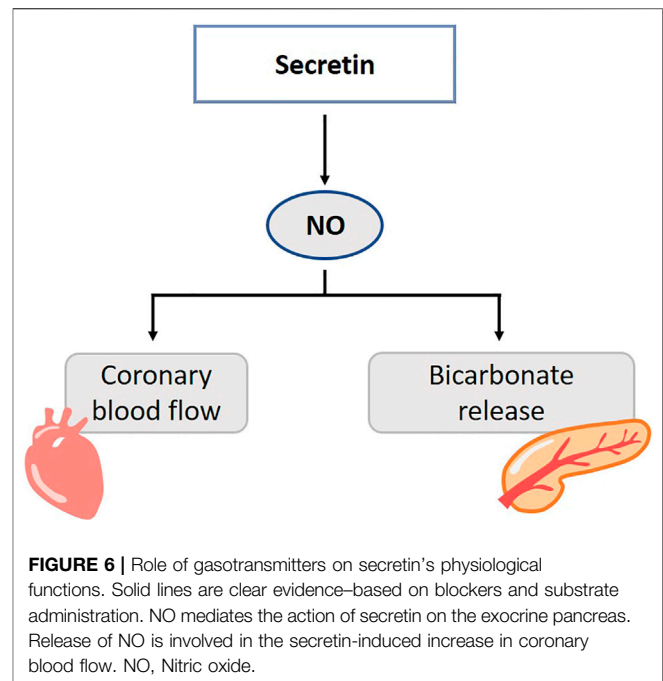 Secretin
NO
Coronary
blood flow
Bicarbonate
release
FIGURE 6 | Role of gasotransmitters on secretin's physiological
functions. Solid lines are clear evidence–based on blockers and substrate
administration. NO mediates the action of secretin on the exocrine pancreas.
Release of NO is involved in the secretin-induced increase in coronary
blood flow. NO, Nitric oxide.